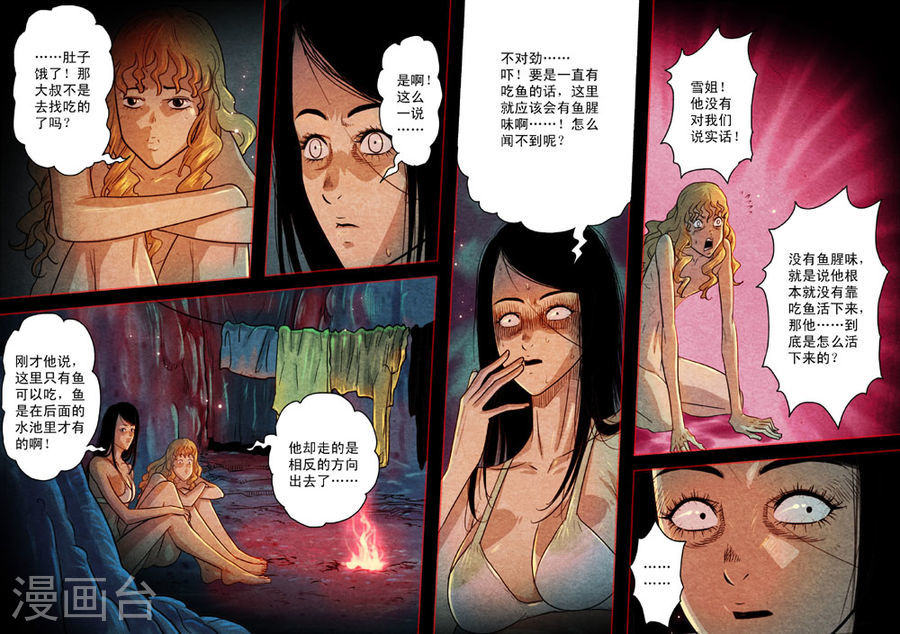 ……肚子
饿了！那
大叔不是
去找吃的
了吗？
是啊！
这么
一说
……
刚才他说，
这里只有鱼
可以吃，鱼
是在后面的
水池里才有
的啊！
他却走的是
相反的方向
出去了……
不对劲……
吓！要是一直有
吃鱼的话，这里
就应该会有鱼腥
味啊……！怎么
闻不到呢？
雪姐！
他没有
对我们
说实话！
没有鱼腥味，
就是说他根
本就没有靠
吃鱼活下来，
那他……到
底是怎么活
下来的？
……
……
漫画台